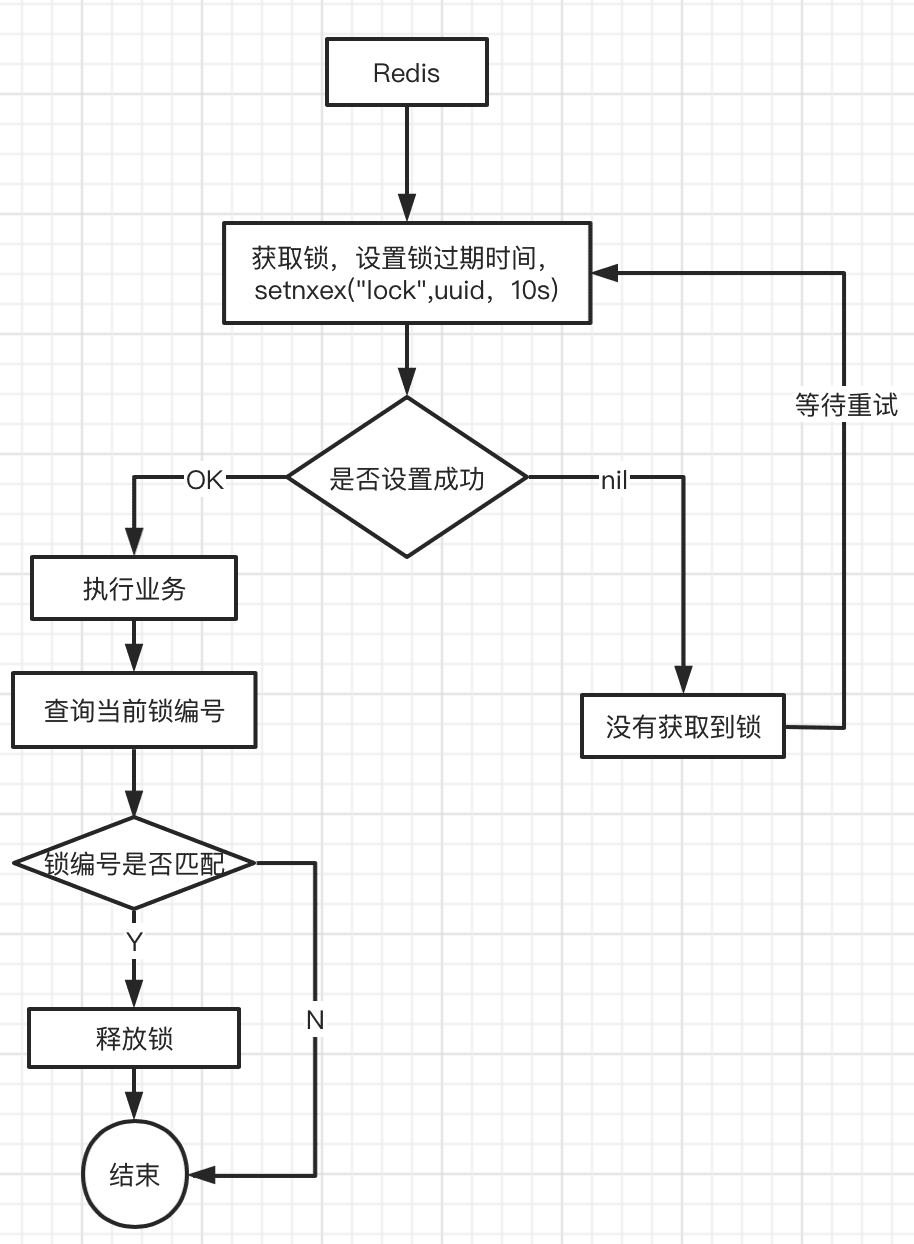 Redis
获取锁，设置锁过期时间，
setnxex("lock",uuid，10s)
等待重试
OK
是否设置成功
nil
执行业务
查询当前锁编号
没有获取到锁
锁编号是否匹配
Y
N
释放锁
结束